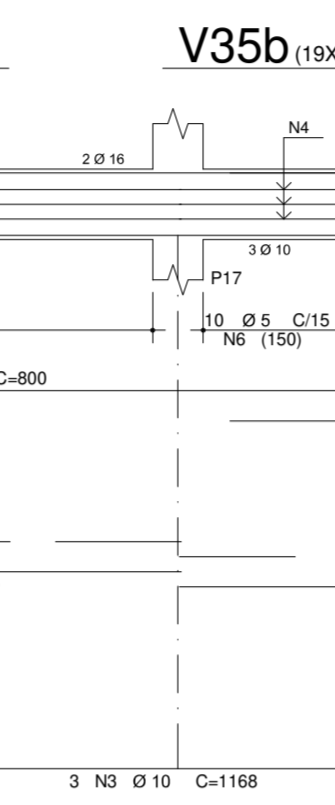 V35b (19X
N4
2 Ø 16
3 Ø 10
P17
10 Ø 5 C/15
N6 (150)
C=800
3 N3 Ø 10 C=1168